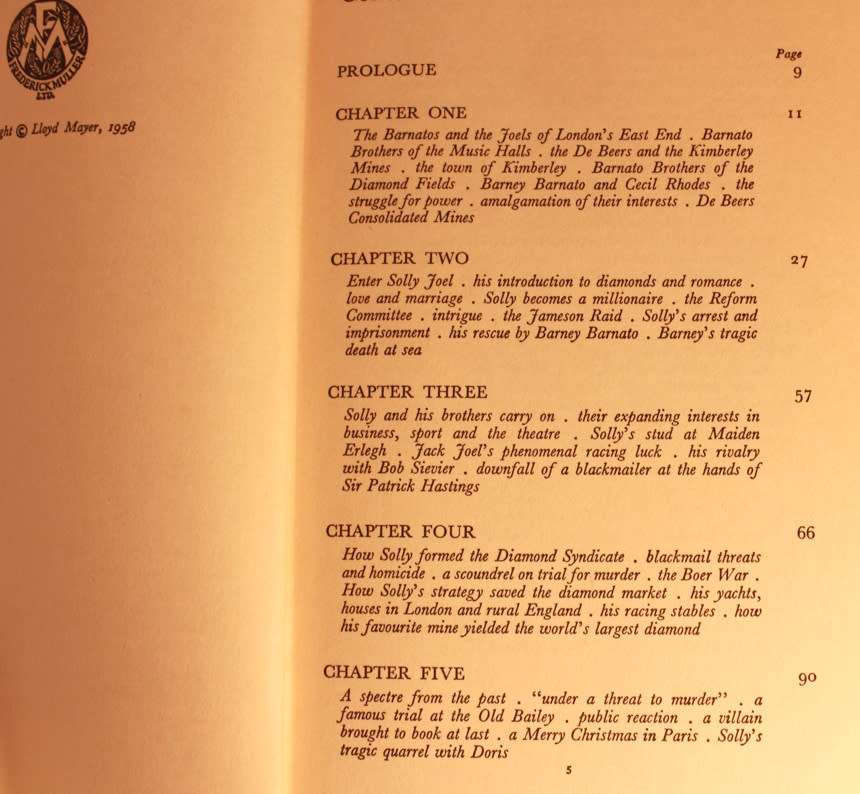 FM
FREDERICK MULLER
LTD.
© Lloyd Mayer, 1958
Page
PROLOGUE 9
CHAPTER ONE 11
The Barnatos and the Joels of London's East End . Barnato
Brothers of the Music Halls . the De Beers and the Kimberley
Mines . the town of Kimberley . Barnato Brothers of the
Diamond Fields . Barney Barnato and Cecil Rhodes . the
struggle for power . amalgamation of their interests . De Beers
Consolidated Mines
CHAPTER TWO 27
Enter Solly Joel . his introduction to diamonds and romance .
love and marriage . Solly becomes a millionaire . the Reform
Committee . intrigue . the Jameson Raid . Solly's arrest and
imprisonment . his rescue by Barney Barnato . Barney's tragic
death at sea
CHAPTER THREE 57
Solly and his brothers carry on . their expanding interests in
business, sport and the theatre . Solly's stud at Maiden
Erlegh . Jack Joel's phenomenal racing luck . his rivalry
with Bob Sievier . downfall of a blackmailer at the hands of
Sir Patrick Hastings
CHAPTER FOUR 66
How Solly formed the Diamond Syndicate . blackmail threats
and homicide . a scoundrel on trial for murder . the Boer War .
How Solly's strategy saved the diamond market . his yachts,
houses in London and rural England . his racing stables . how
his favourite mine yielded the world's largest diamond
CHAPTER FIVE 90
A spectre from the past . "under a threat to murder" . a
famous trial at the Old Bailey . public reaction . a villain
brought to book at last . a Merry Christmas in Paris . Solly's
tragic quarrel with Doris
5